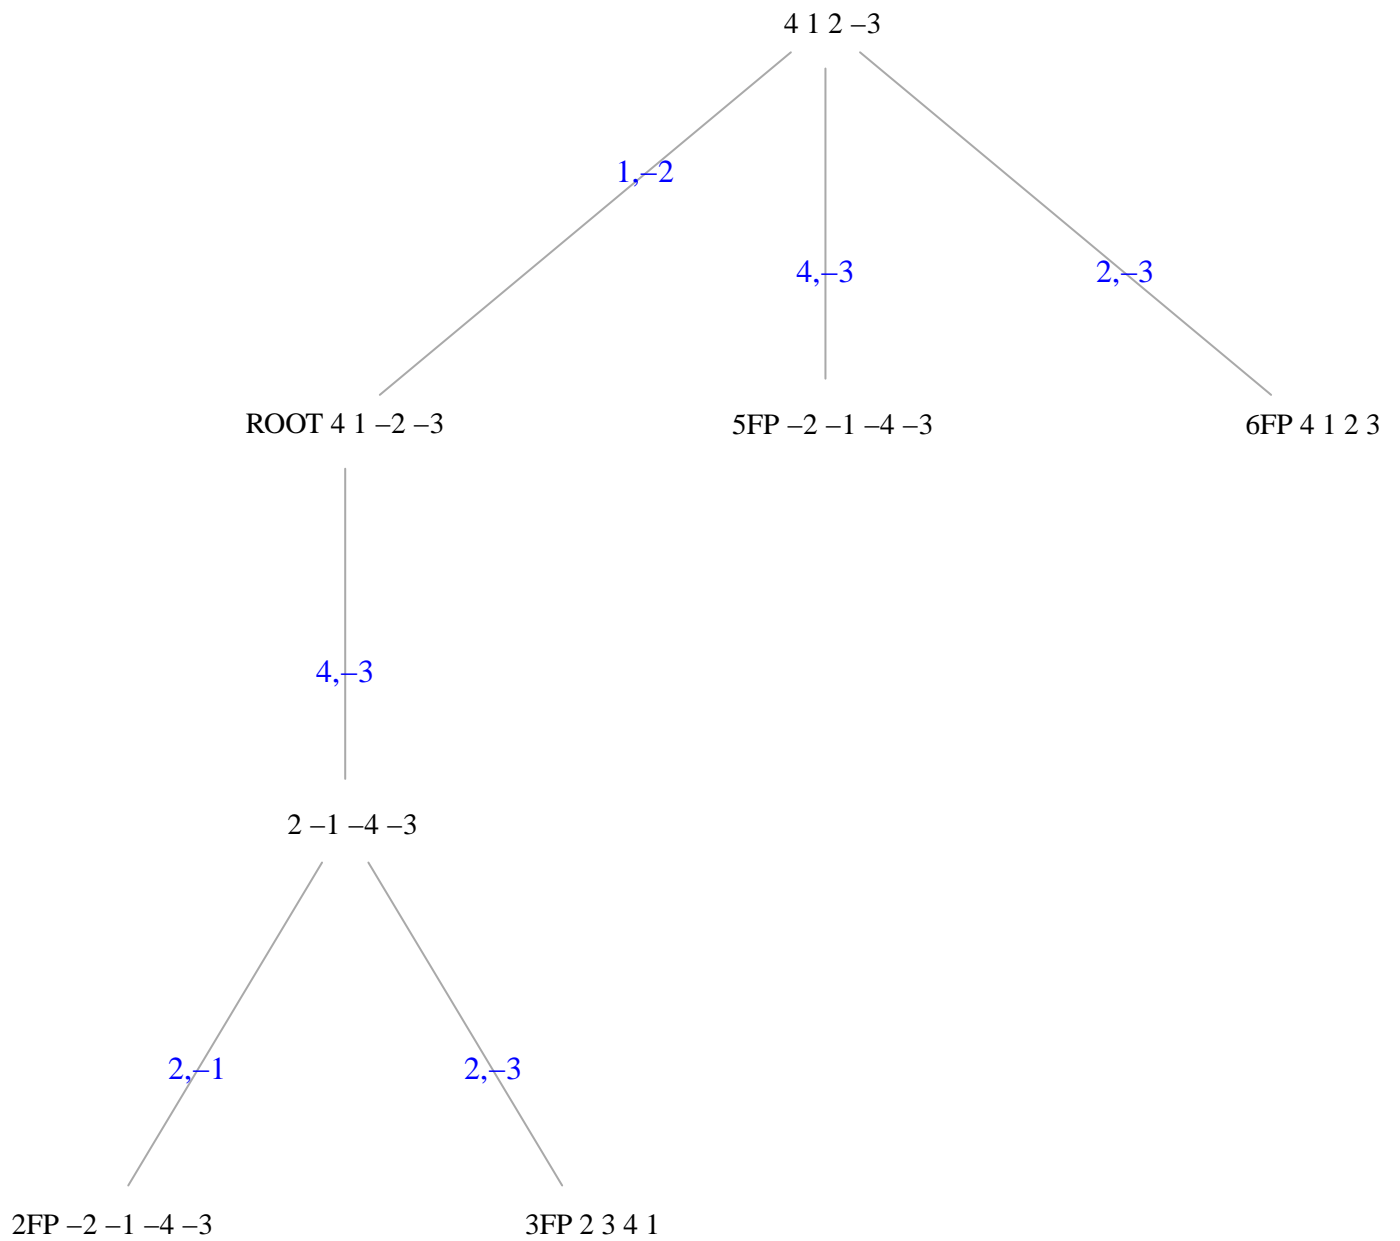 4 1 2 –3
1,–2
4,–3
2,–3
ROOT 4 1 –2 –3
5FP –2 –1 –4 –3
6FP 4 1 2 3
4,–3
2 –1 –4 –3
2,–1
2,–3
2FP –2 –1 –4 –3
3FP 2 3 4 1